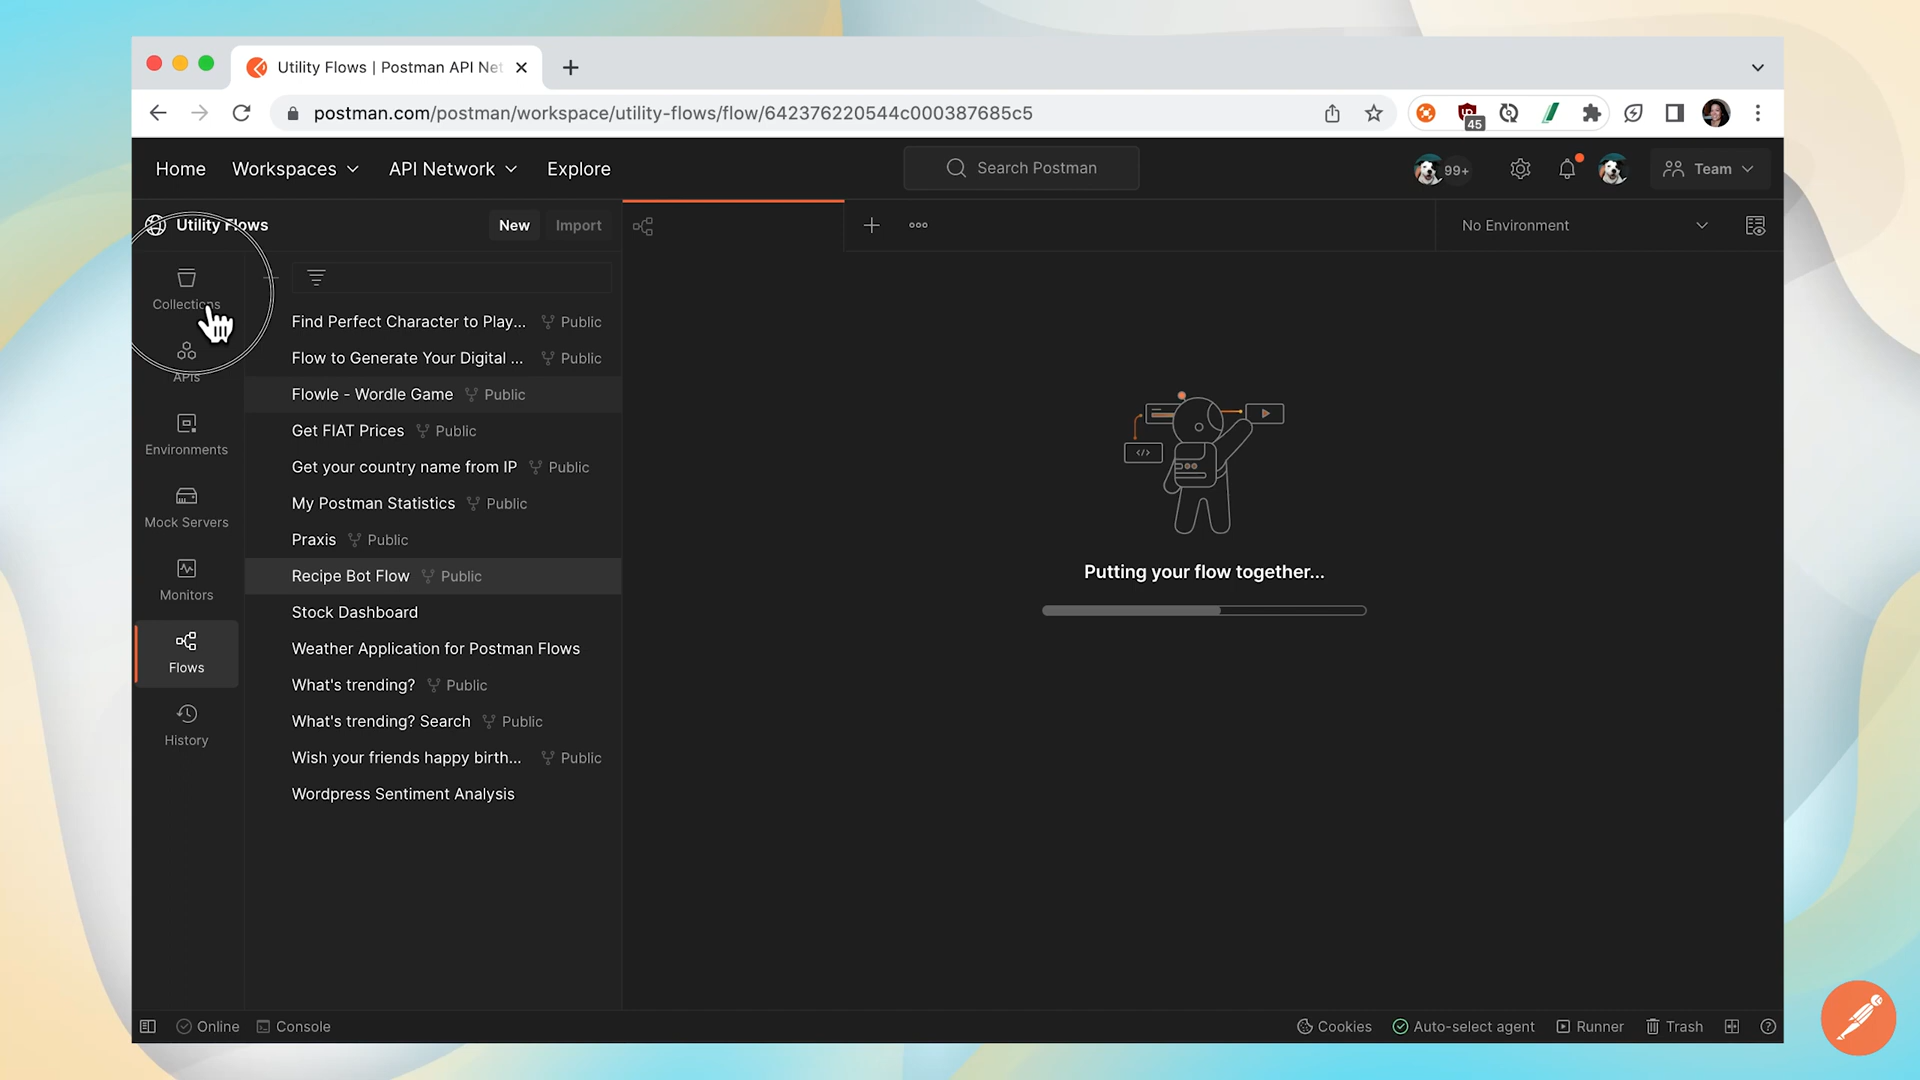 Utility Flows | Postman API Net
postman.com/postman/workspace/utility-flows/flow/642376220544c000387685c5
45
Home Workspaces API Network Explore
Search Postman
99+
Team
Utility Flows
New Import
No Environment
Collections
APIs
Environments
Mock Servers
Monitors
Flows
History
Find Perfect Character to Play... Public
Flow to Generate Your Digital ... Public
Flowle - Wordle Game Public
Get FIAT Prices Public
Get your country name from IP Public
My Postman Statistics Public
Praxis Public
Recipe Bot Flow Public
Stock Dashboard
Weather Application for Postman Flows
What's trending? Public
What's trending? Search Public
Wish your friends happy birth... Public
Wordpress Sentiment Analysis
</>
Putting your flow together...
Online Console
Cookies Auto-select agent Runner Trash